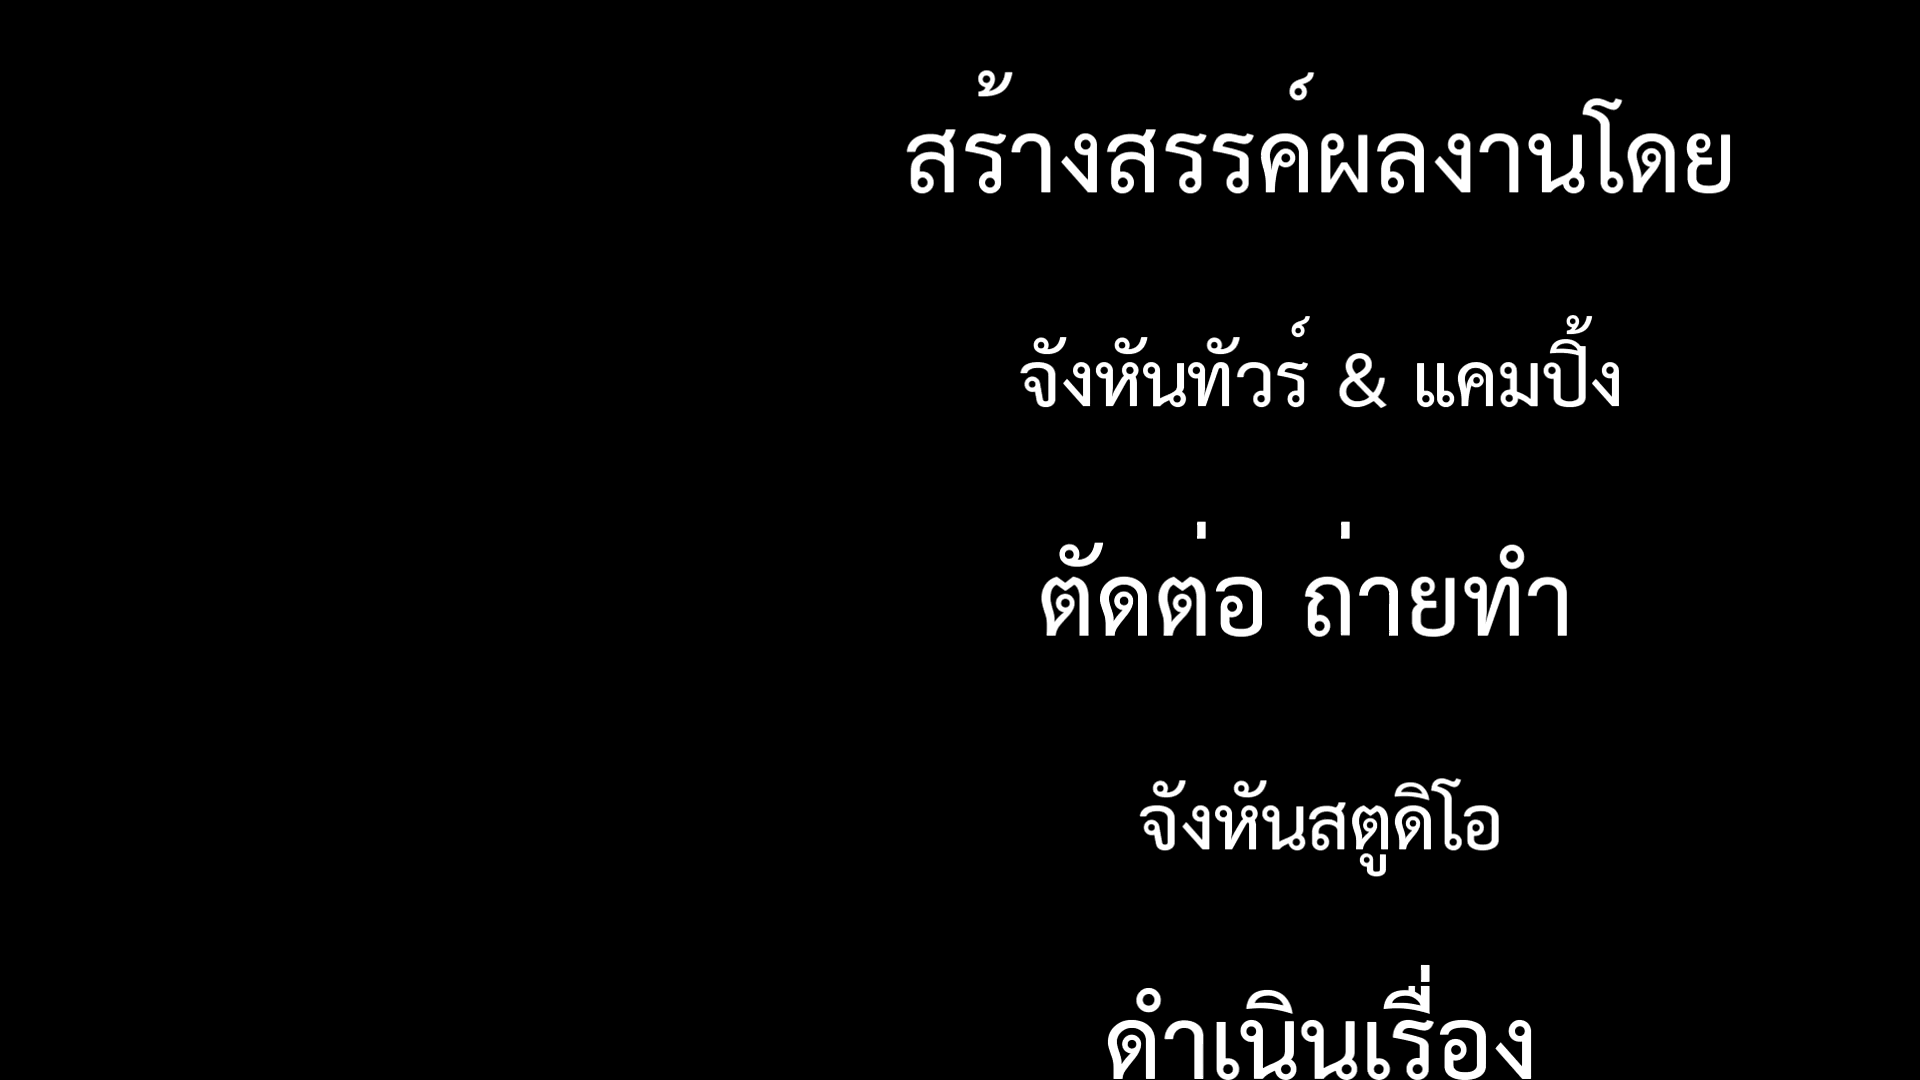 สร้างสรรค์ผลงานโดย
จังหันทัวร์ & แคมปิ้ง
ตัดต่อ ถ่ายทำ
จังหันสตูดิโอ
ดำเนินเรื่อง